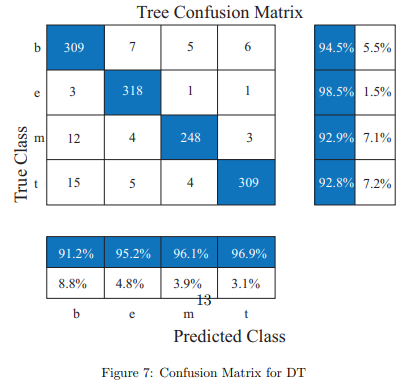 Tree Confusion Matrix
b 309 7 5 6 94.5% 5.5%
e 3 318 1 1 98.5% 1.5%
m 12 4 248 3 92.9% 7.1%
t 15 5 4 309 92.8% 7.2%
True Class
91.2% 95.2% 96.1% 96.9%
8.8% 4.8% 3.9% 3.1%
13
b e m t
Predicted Class
Figure 7: Confusion Matrix for DT